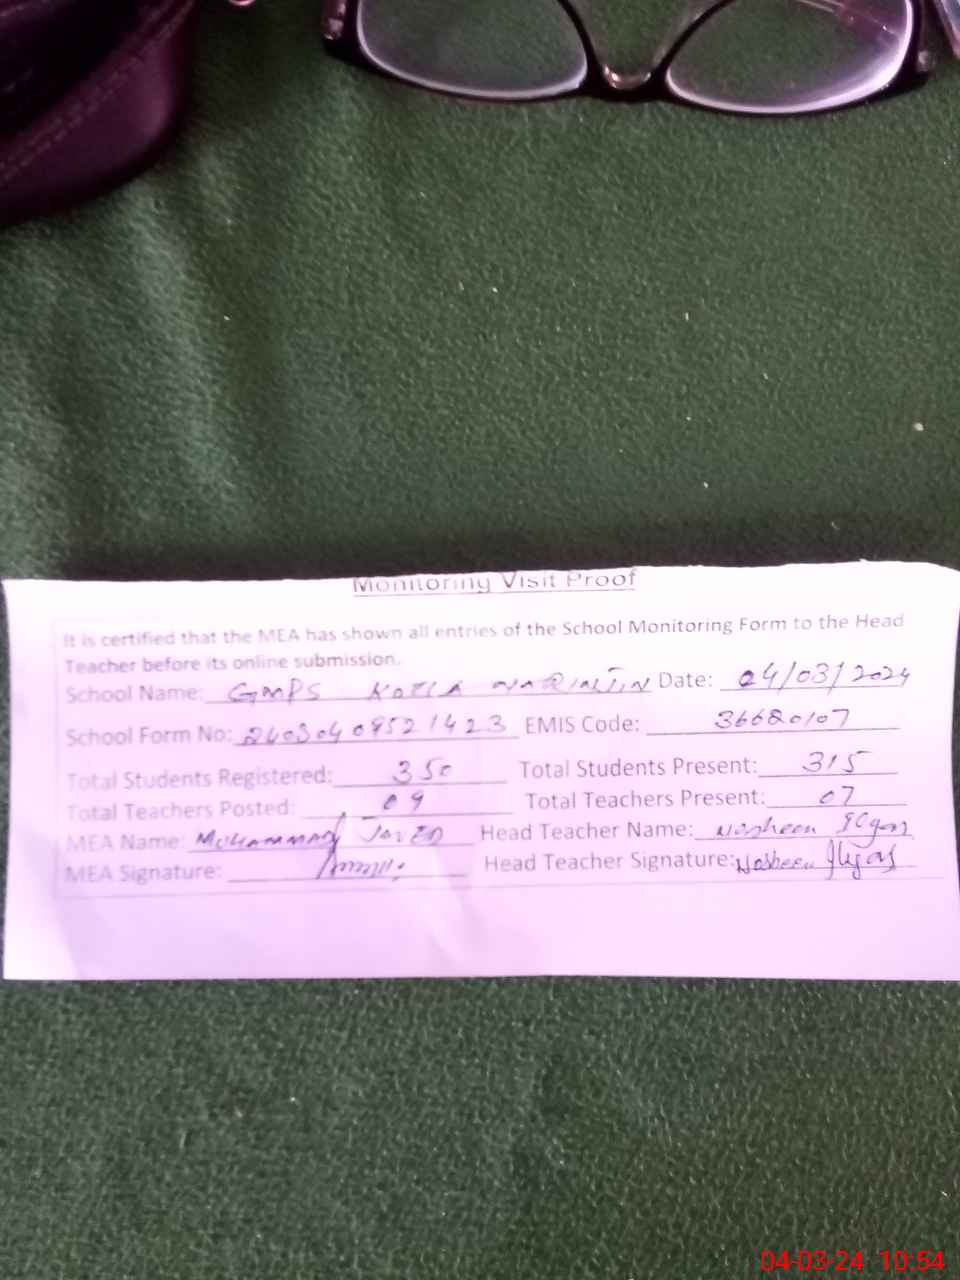 Monitoring Visit Proof
It is certified that the MEA has shown all entries of the School Monitoring Form to the Head
Teacher before its online submission.
School Name: GMPS KOTLA Date: 04/03/2024
School Form No: 24030409521423 EMIS Code: 36620107
Total Students Registered: 350 Total Students Present: 315
Total Teachers Posted: 09 Total Teachers Present: 07
MEA Name: MUHAMMAD JAVED Head Teacher Name: Nosheen
MEA Signature: Head Teacher Signature: Nosheen
04-03-24 10:54